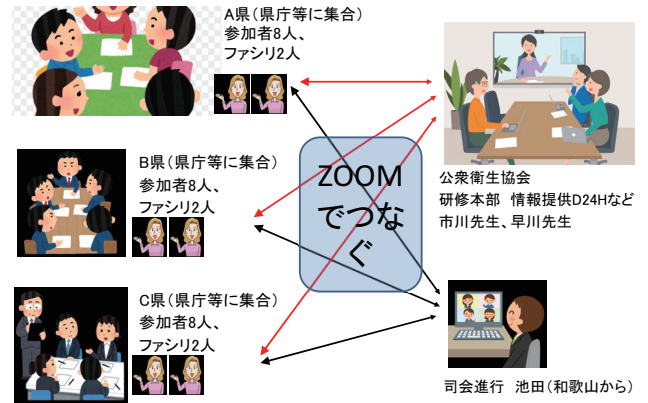 A県（県庁等に集合）
参加者8人、
ファシリ2人
B県（県庁等に集合）
参加者8人、
ファシリ2人
C県（県庁等に集合）
参加者8人、
ファシリ2人
ZOOM
でつな
ぐ
公衆衛生協会
研修本部　情報提供D24Hなど
市川先生、早川先生
司会進行　池田（和歌山から）